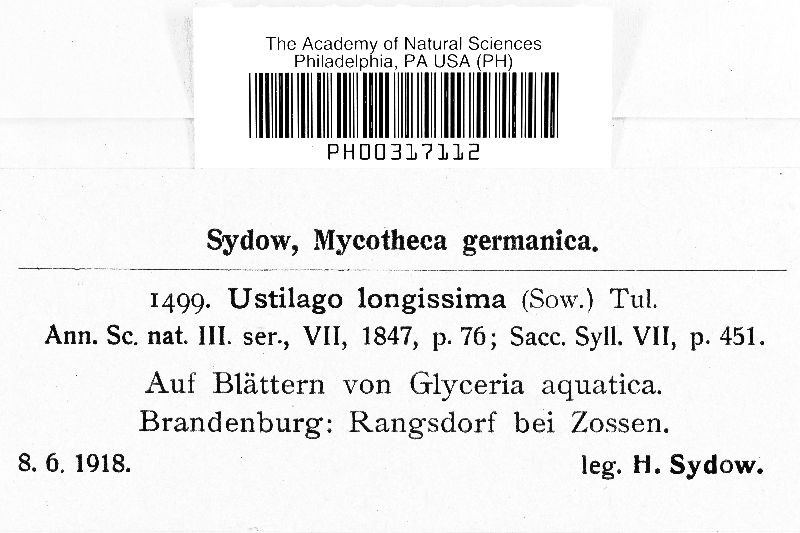 The Academy of Natural Sciences
Philadelphia, PA USA (PH)
PH00317112
Sydow, Mycotheca germanica.
1499. Ustilago longissima (Sow.) Tul.
Ann. Sc. nat. III. ser., VII, 1847, p. 76; Sacc. Syll. VII, p. 451.
Auf Blättern von Glyceria aquatica.
Brandenburg: Rangsdorf bei Zossen.
8. 6. 1918. leg. H. Sydow.